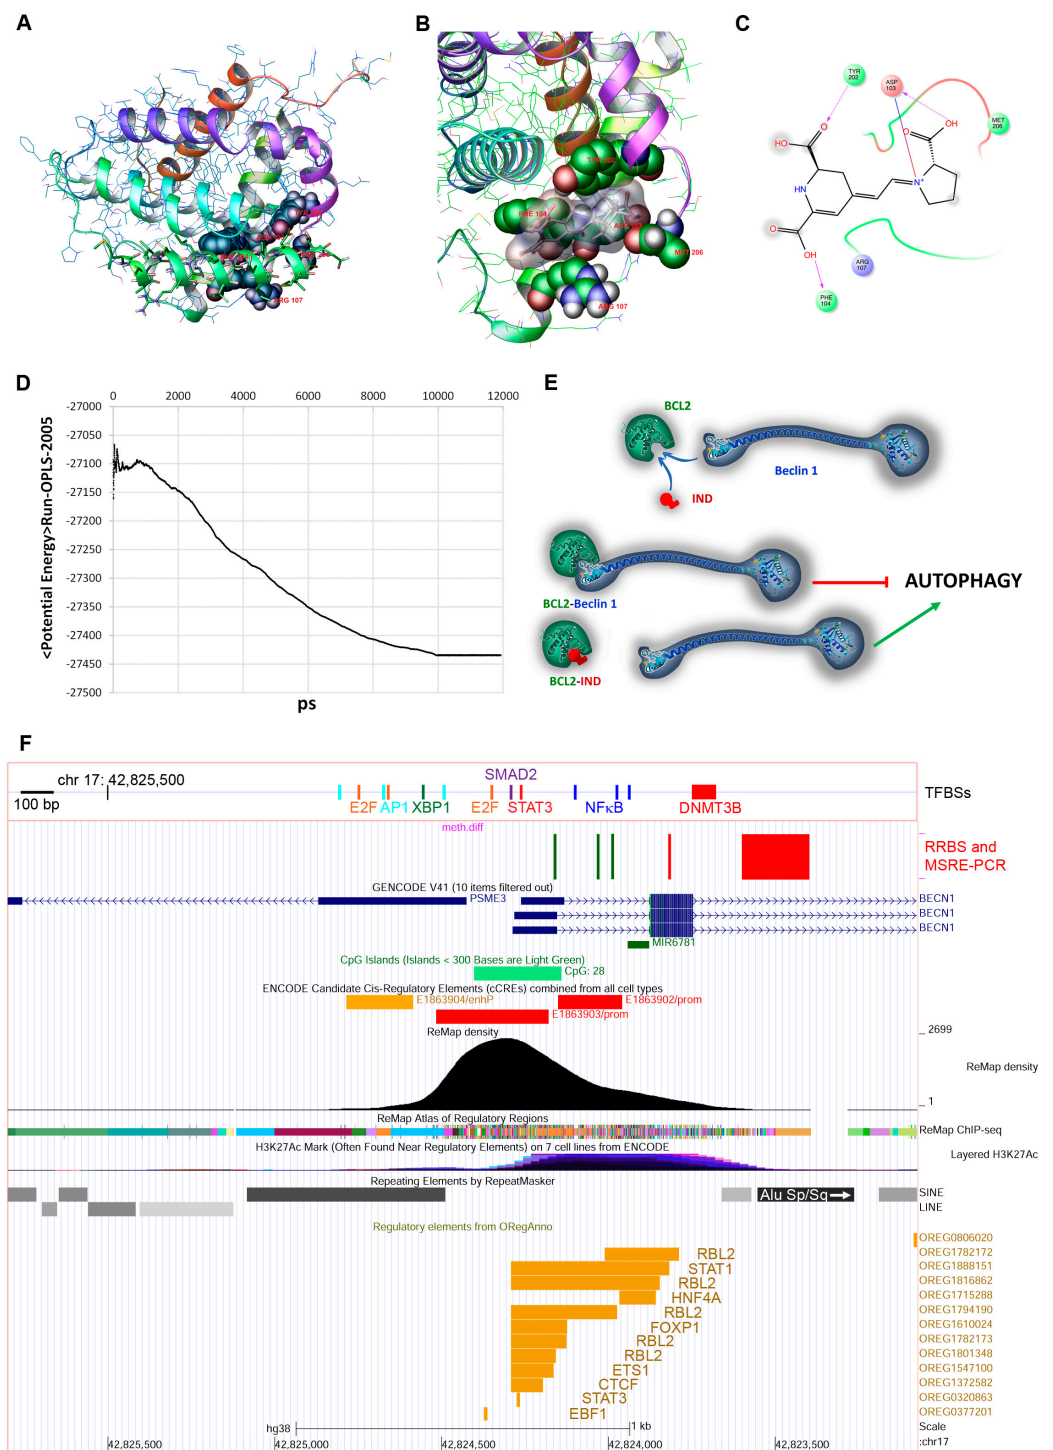 A
B
C
TYR 202
ASP 103
MET 206
ARG 107
PHE 104
O
HO
OH
O
HN
N+
O
OH
PHE 104
MET 206
ARG 107
ARG 107
D
0 2000 4000 6000 8000 10000 12000
-27000
-27050
-27100
-27150
-27200
-27250
-27300
-27350
-27400
-27450
-27500
<Potential Energy>Run-OPLS-2005
ps
E
BCL2
Beclin 1
IND
BCL2-Beclin 1
AUTOPHAGY
BCL2-IND
F
chr 17: 42,825,500
100 bp
SMAD2
E2F AP1 XBP1 E2F STAT3 NFκB DNMT3B
TFBSs
meth.diff
RRBS and
MSRE-PCR
GENCODE V41 (10 items filtered out)
PSME3
BECN1
BECN1
BECN1
MIR6781
CpG Islands (Islands < 300 Bases are Light Green)
CpG: 28
ENCODE Candidate Cis-Regulatory Elements (cCREs) combined from all cell types
E1863904/enhP
E1863902/prom
E1863903/prom
ReMap density
2699
ReMap density
1
ReMap Atlas of Regulatory Regions
ReMap ChIP-seq
H3K27Ac Mark (Often Found Near Regulatory Elements) on 7 cell lines from ENCODE
Layered H3K27Ac
Repeating Elements by RepeatMasker
Alu Sp/Sq
SINE
LINE
Regulatory elements from ORegAnno
OREG0806020
RBL2 OREG1782172
STAT1 OREG1888151
RBL2 OREG1816862
HNF4A OREG1715288
RBL2 OREG1794190
FOXP1 OREG1610024
RBL2 OREG1782173
RBL2 OREG1801348
ETS1 OREG1547100
CTCF OREG1372582
STAT3 OREG0320863
EBF1 OREG0377201
hg38 1 kb Scale
42,825,500 42,825,000 42,824,500 42,824,000 42,823,500 :chr17